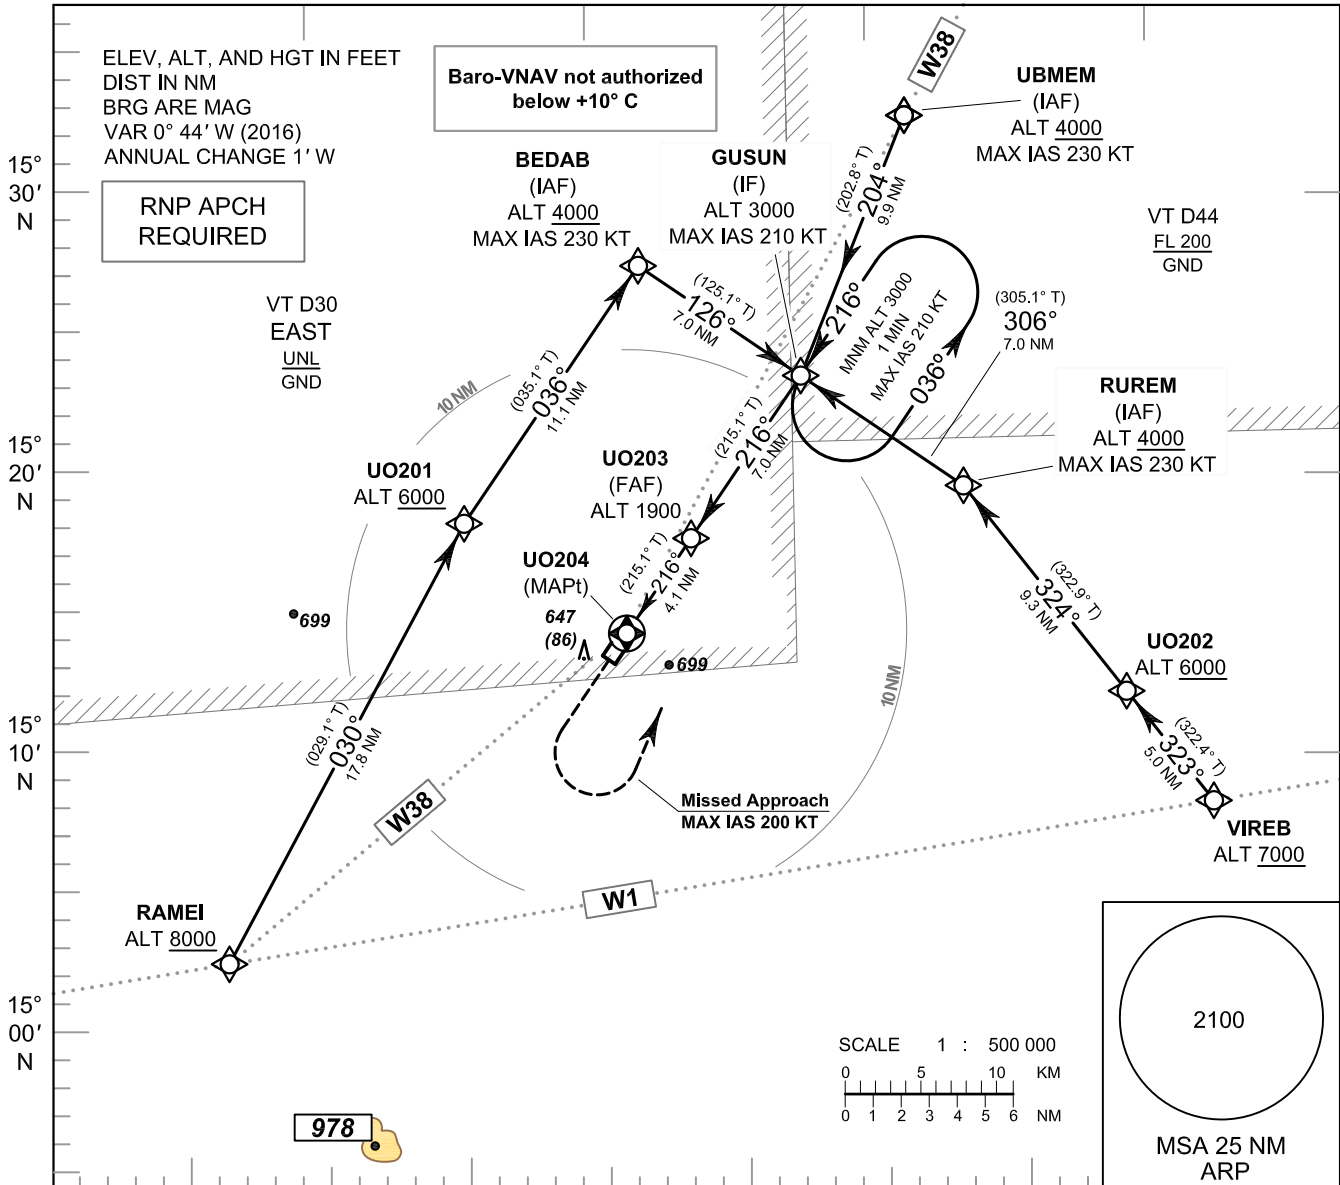 ELEV, ALT, AND HGT IN FEET
DIST IN NM
BRG ARE MAG
VAR 0° 44′ W (2016)
ANNUAL CHANGE 1′ W
RNP APCH
REQUIRED
Baro-VNAV not authorized
below +10° C
W38
UBMEM
(IAF)
ALT 4000
MAX IAS 230 KT
BEDAB
(IAF)
ALT 4000
MAX IAS 230 KT
GUSUN
(IF)
ALT 3000
MAX IAS 210 KT
(202.8° T)
204°
9.9 NM
VT D44
FL 200
GND
15°
30′
N
VT D30
EAST
UNL
GND
(125.1° T)
126°
7.0 NM
216°
MNM ALT 3000
1 MIN
MAX IAS 210 KT
036°
(305.1° T)
306°
7.0 NM
(035.1° T)
036°
11.1 NM
10 NM
RUREM
(IAF)
ALT 4000
MAX IAS 230 KT
(215.1° T)
216°
7.0 NM
15°
20′
N
UO201
ALT 6000
UO203
(FAF)
ALT 1900
UO204
(MAPt)
(215.1° T)
216°
4.1 NM
647
(86)
699
699
(322.9° T)
324°
9.3 NM
UO202
ALT 6000
10 NM
(322.4° T)
323°
5.0 NM
15°
10′
N
(029.1° T)
030°
17.8 NM
W38
Missed Approach
MAX IAS 200 KT
VIREB
ALT 7000
W1
RAMEI
ALT 8000
15°
00′
N
SCALE 1 : 500 000
0 5 10 KM
0 1 2 3 4 5 6 NM
978
2100
MSA 25 NM
ARP